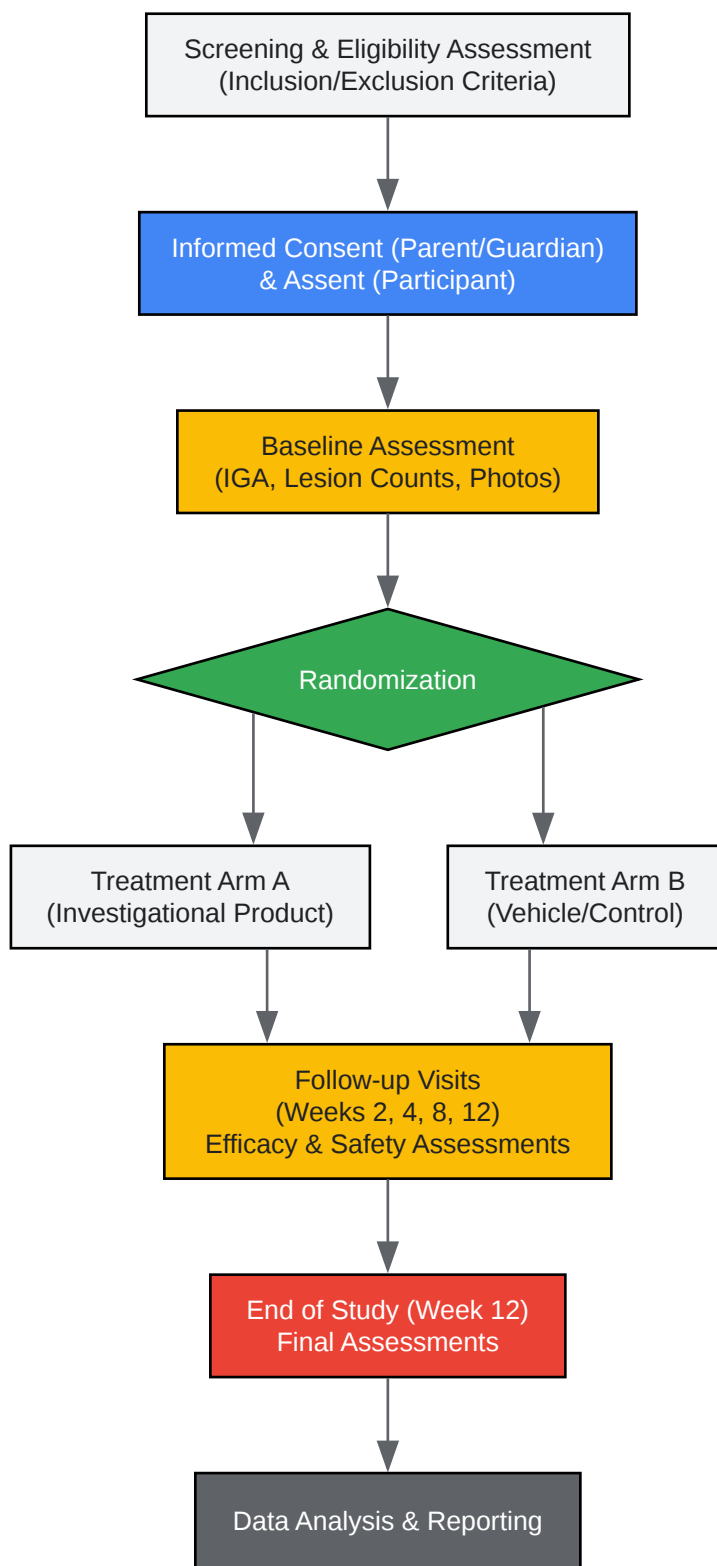 Screening & Eligibility Assessment
(Inclusion/Exclusion Criteria)
Informed Consent (Parent/Guardian)
& Assent (Participant)
Baseline Assessment
(IGA, Lesion Counts, Photos)
Randomization
Treatment Arm A
(Investigational Product)
Treatment Arm B
(Vehicle/Control)
Follow-up Visits
(Weeks 2, 4, 8, 12)
Efficacy & Safety Assessments
End of Study (Week 12)
Final Assessments
Data Analysis & Reporting